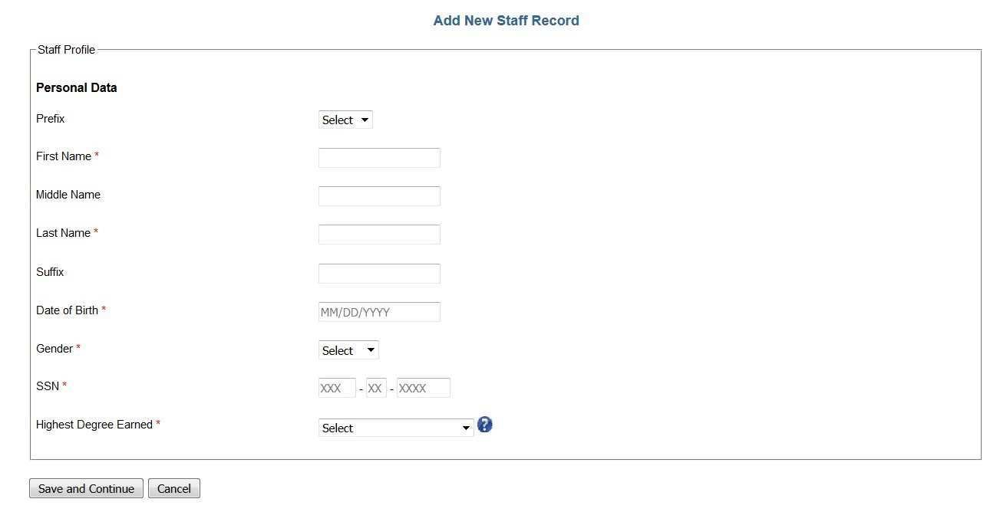 Add New Staff Record
Staff Profile
Personal Data
Prefix Select
First Name *
Middle Name
Last Name *
Suffix
Date of Birth * MM/DD/YYYY
Gender * Select
SSN * XXX - XX - XXXX
Highest Degree Earned * Select ?
Save and Continue Cancel